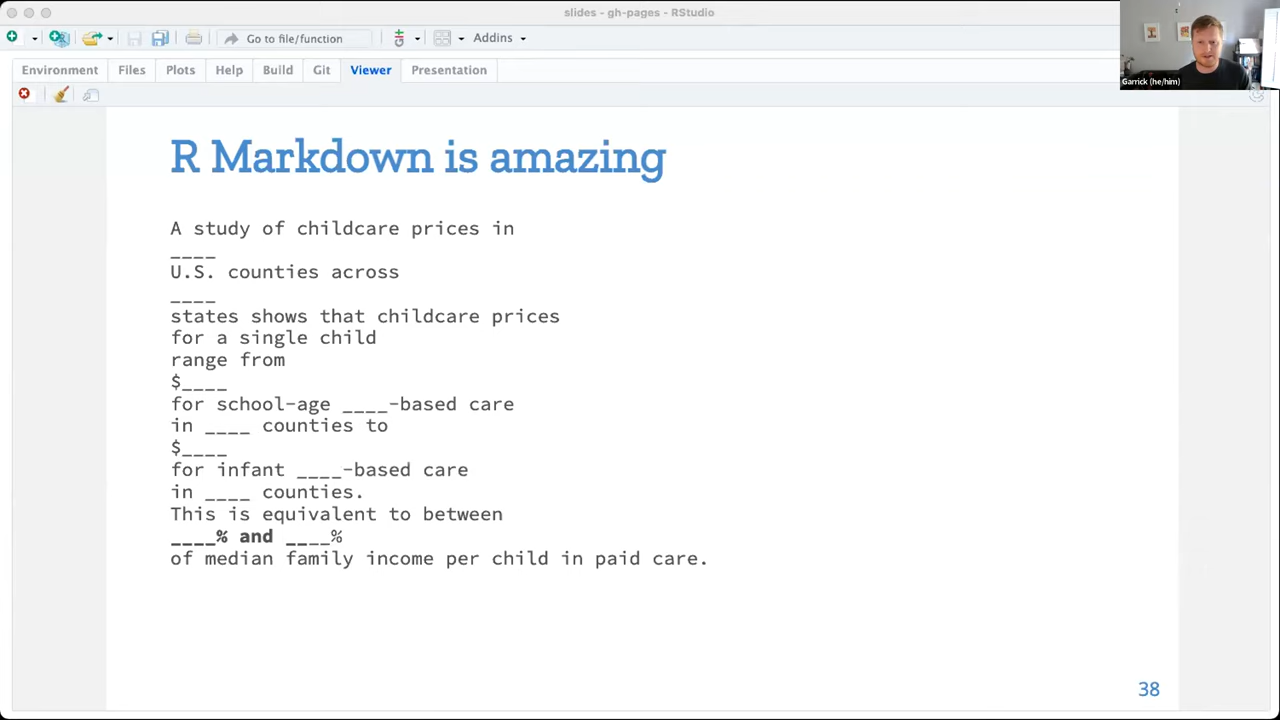 slides - gh-pages - RStudio
Go to file/function
Addins
Environment
Files
Plots
Help
Build
Git
Viewer
Presentation
Garrick (he/him)
R Markdown is amazing
A study of childcare prices in
____
U.S. counties across
____
states shows that childcare prices
for a single child
range from
$____
for school-age ____-based care
in ____ counties to
$____
for infant ____-based care
in ____ counties.
This is equivalent to between
____% and ____%
of median family income per child in paid care.
38